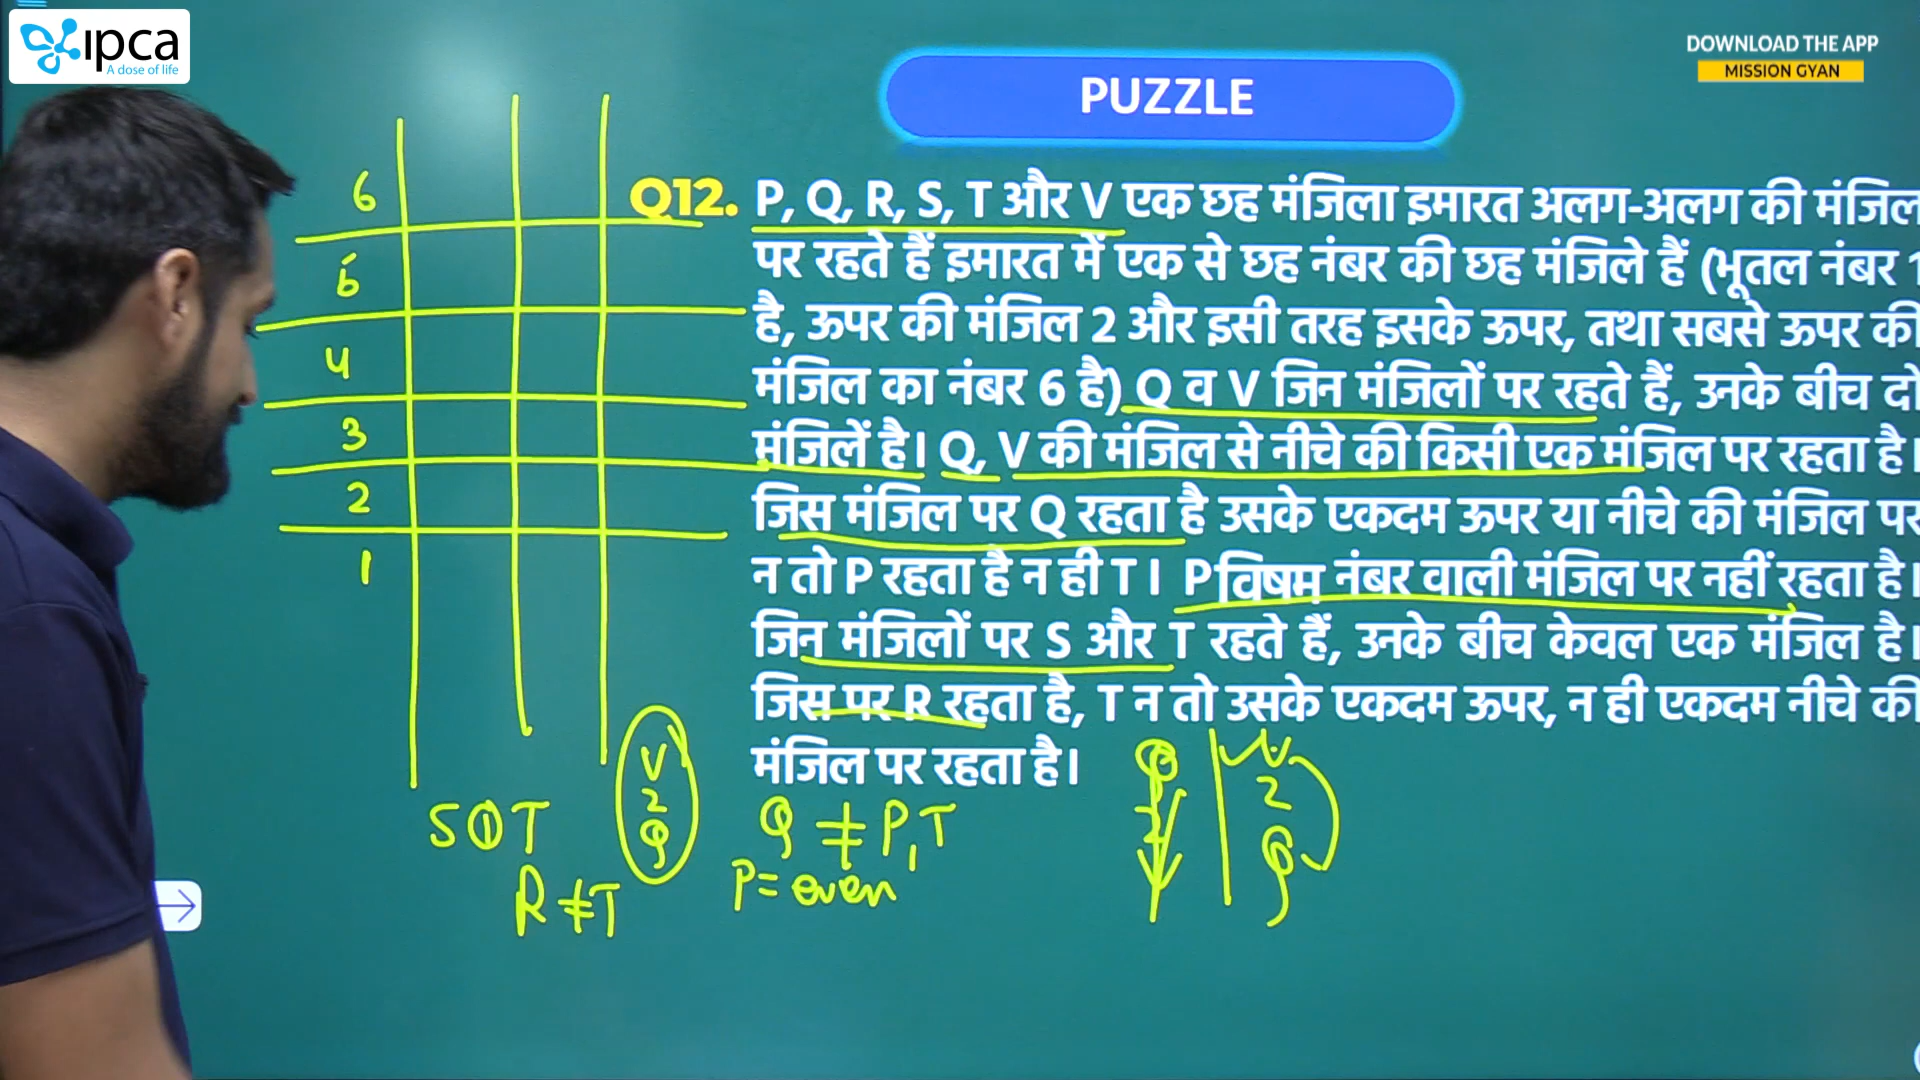 ipca
A dose of life
DOWNLOAD THE APP
MISSION GYAN
PUZZLE
Q12. P, Q, R, S, T और V एक छह मंजिला इमारत अलग-अलग की मंजिल
पर रहते हैं इमारत में एक से छह नंबर की छह मंजिले हैं (भूतल नंबर 1
है, ऊपर की मंजिल 2 और इसी तरह इसके ऊपर, तथा सबसे ऊपर की
मंजिल का नंबर 6 है) Q व V जिन मंजिलों पर रहते हैं, उनके बीच दो
मंजिलें है। Q, V की मंजिल से नीचे की किसी एक मंजिल पर रहता है।
जिस मंजिल पर Q रहता है उसके एकदम ऊपर या नीचे की मंजिल पर
न तो P रहता है न ही T। P विषम नंबर वाली मंजिल पर नहीं रहता है।
जिन मंजिलों पर S और T रहते हैं, उनके बीच केवल एक मंजिल है।
जिस पर R रहता है, T न तो उसके एकदम ऊपर, न ही एकदम नीचे की
मंजिल पर रहता है।
6
5
4
3
2
1
S ① T
R ≠ T
V
2
Q
Q ≠ P, T
P = even
Q
2
V
V
2
Q